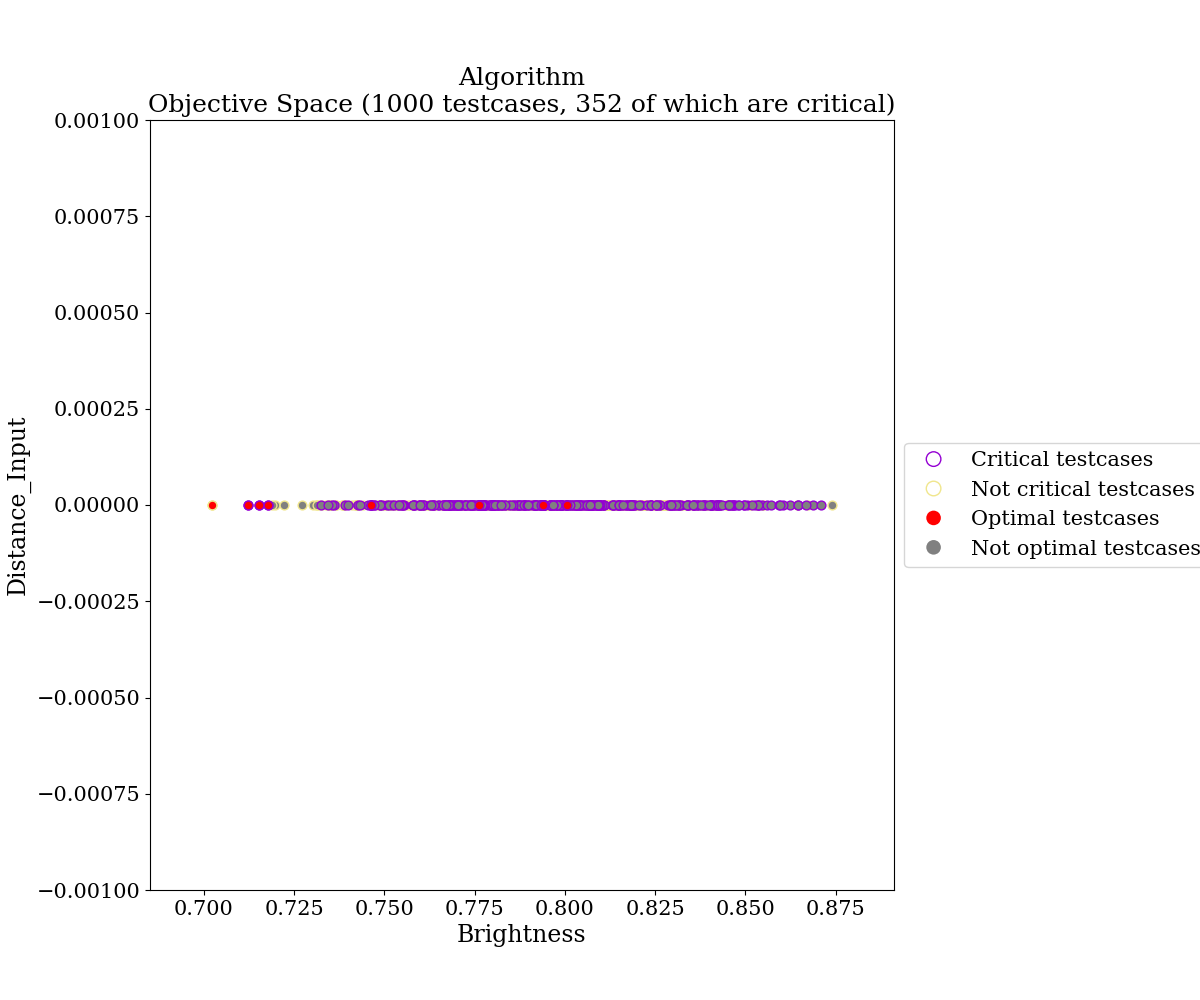 Algorithm
Objective Space (1000 testcases, 352 of which are critical)
0.00100
0.00075
0.00050
0.00025
0.00000
−0.00025
−0.00050
−0.00075
−0.00100
Distance_Input
0.700 0.725 0.750 0.775 0.800 0.825 0.850 0.875
Brightness
Critical testcases
Not critical testcases
Optimal testcases
Not optimal testcases